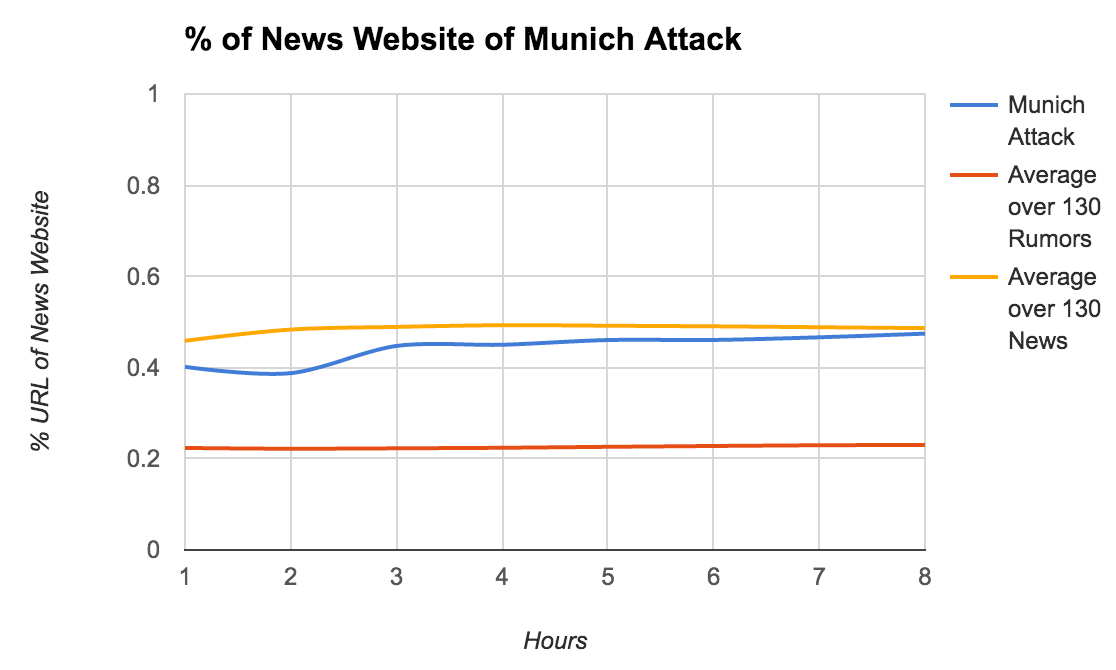 % of News Website of Munich Attack
1
0.8
0.6
0.4
0.2
0
% URL of News Website
1 2 3 4 5 6 7 8
Hours
Munich
Attack
Average
over 130
Rumors
Average
over 130
News